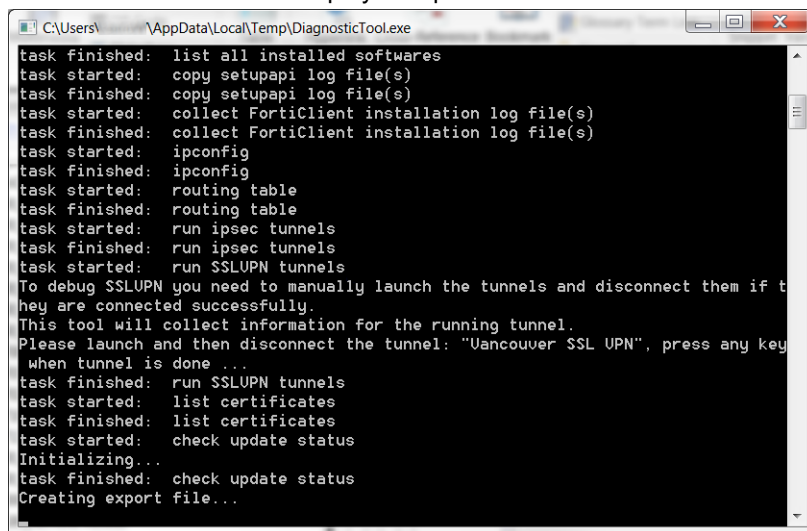 C:\Users\ \AppData\Local\Temp\DiagnosticTool.exe
task finished: list all installed softwares
task started: copy setupapi log file(s)
task finished: copy setupapi log file(s)
task started: collect FortiClient installation log file(s)
task finished: collect FortiClient installation log file(s)
task started: ipconfig
task finished: ipconfig
task started: routing table
task finished: routing table
task started: run ipsec tunnels
task finished: run ipsec tunnels
task started: run SSLVPN tunnels
To debug SSLVPN you need to manually launch the tunnels and disconnect them if t
hey are connected successfully.
This tool will collect information for the running tunnel.
Please launch and then disconnect the tunnel: "Vancouver SSL VPN", press any key
when tunnel is done ...
task finished: run SSLVPN tunnels
task started: list certificates
task finished: list certificates
task started: check update status
Initializing...
task finished: check update status
Creating export file...